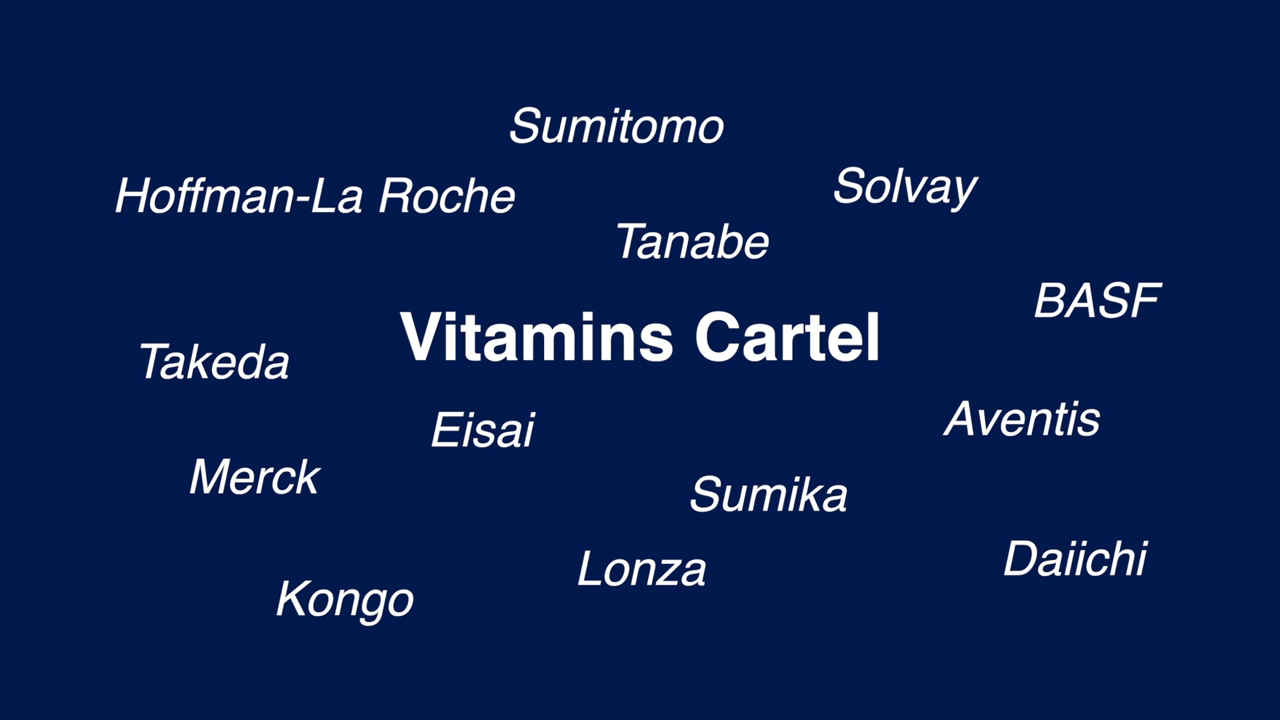 Sumitomo
Hoffman-La Roche
Solvay
Tanabe
BASF
Vitamins Cartel
Takeda
Aventis
Eisai
Merck
Sumika
Daiichi
Lonza
Kongo